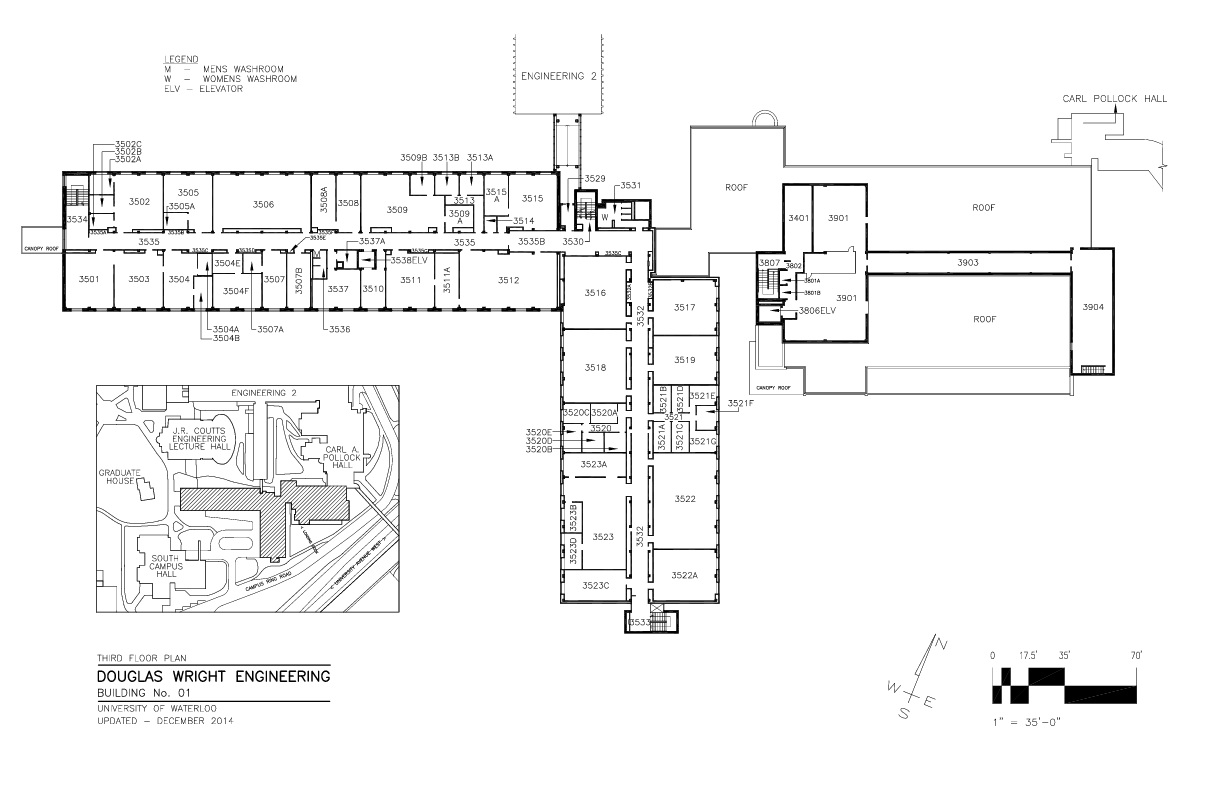 LEGEND
M – MENS WASHROOM
W – WOMENS WASHROOM
ELV – ELEVATOR
ENGINEERING 2
CARL POLLOCK HALL
3502C
3502B
3502A
3509B 3513B 3513A
3529
3531
3534
3502
3505
3505A
3506
3508A
3508
3509
3513
3509
A
3515
A
3515
3514
W
ROOF
3401
3901
ROOF
CANOPY ROOF
3535A
3535B
3535
3535E
3537A
3535
3535B
3530
3535C
3535D
3535C
3535C
3538ELV
3501
3503
3504
3504E
3504F
3507
3507B
3537
3510
3511
3511A
3512
3504A
3504B
3507A
3536
3516
3532
3517
3807
3802
3801A
3801B
3901
3806ELV
3903
3904
ROOF
CANOPY ROOF
3518
3519
3520C
3520A
3520
3520E
3520D
3520B
3521B
3521D
3521E
3521F
3521
3521A
3521C
3521G
3523A
3522
3523B
3523
3523D
3532
3523C
3522A
3533
ENGINEERING 2
J.R. COUTTS
ENGINEERING
LECTURE HALL
CARL A.
POLLOCK
HALL
GRADUATE
HOUSE
SOUTH
CAMPUS
HALL
CAMPUS RING ROAD
< UNIVERSITY AVENUE WEST >
THIRD FLOOR PLAN
DOUGLAS WRIGHT ENGINEERING
BUILDING No. 01
UNIVERSITY OF WATERLOO
UPDATED – DECEMBER 2014
N
W
E
S
0 17.5' 35' 70'
1" = 35'-0"